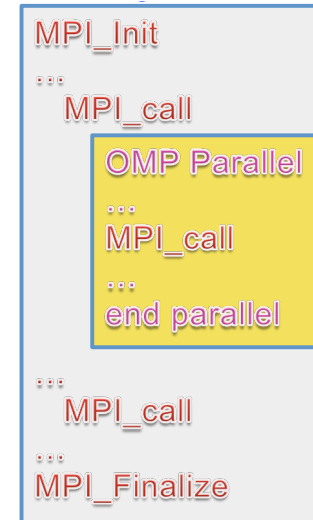 MPI_Init
...
MPI_call
OMP Parallel
...
MPI_call
...
end parallel
...
MPI_call
...
MPI_Finalize